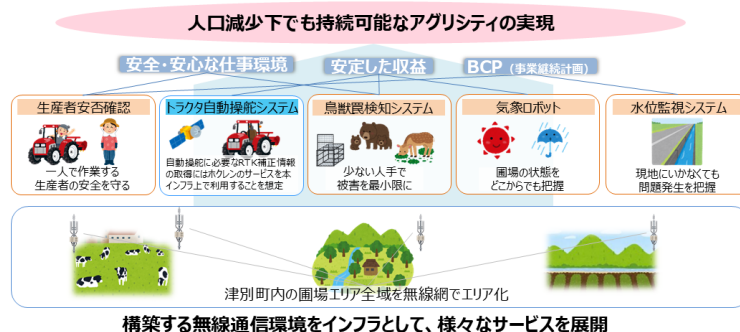 人口減少下でも持続可能なアグリシティの実現
安全・安心な仕事環境
安定した収益
BCP（事業継続計画）
生産者安否確認
一人で作業する
生産者の安全を守る
トラクタ自動操舵システム
自動操舵に必要なRTK補正情報
の取得にはホクレンのサービスを本
インフラ上で利用することを想定
鳥獣罠検知システム
少ない人手で
被害を最小限に
気象ロボット
圃場の状態を
どこからでも把握
水位監視システム
現地にいかなくても
問題発生を把握
津別町内の圃場エリア全域を無線網でエリア化
構築する無線通信環境をインフラとして、様々なサービスを展開